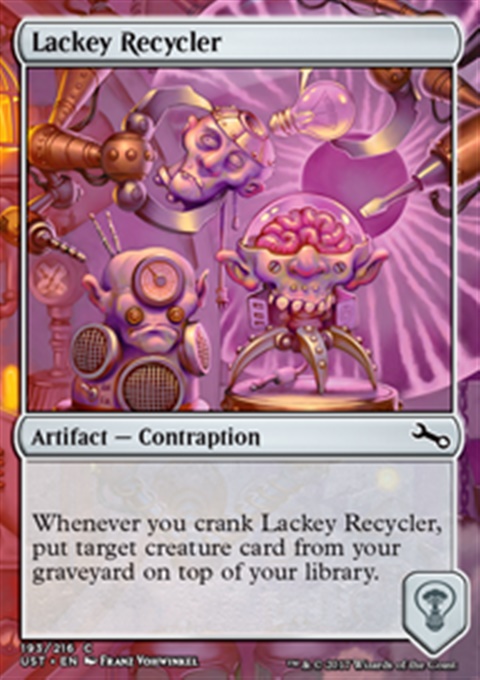 Lackey Recycler
Artifact — Contraption
Whenever you crank Lackey Recycler,
put target creature card from your
graveyard on top of your library.
193/216 C
UST • EN Franz Vohwinkel
™ & © 2017 Wizards of the Coast